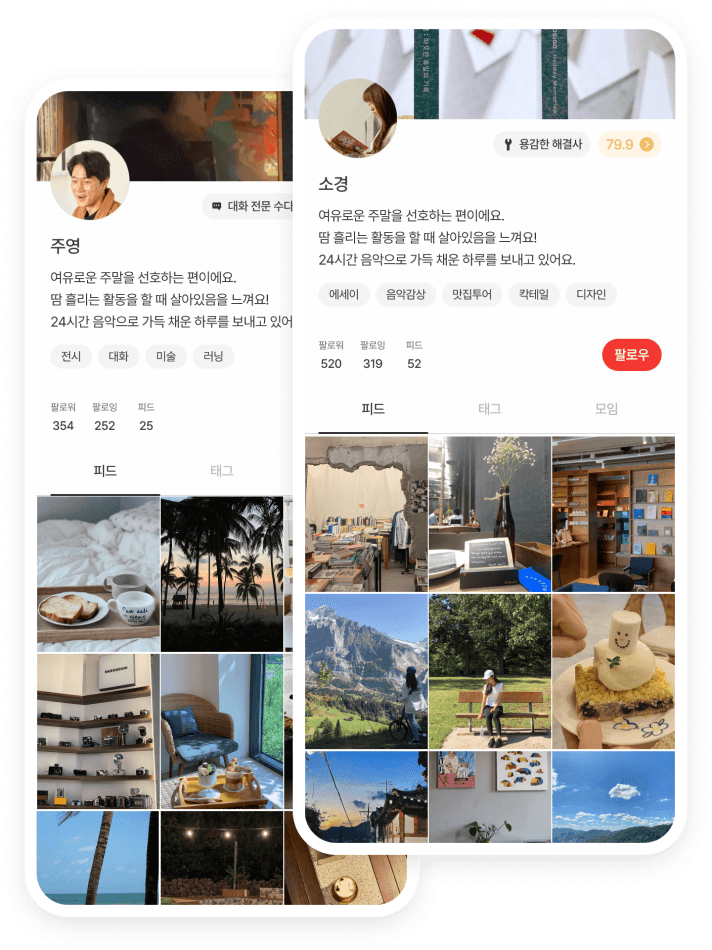 대화 전문 수다
주영
여유로운 주말을 선호하는 편이에요.
땀 흘리는 활동을 할 때 살아있음을 느껴요!
24시간 음악으로 가득 채운 하루를 보내고 있어
전시 대화 미술 러닝
팔로워 팔로잉 피드
354 252 25
피드 태그
용감한 해결사 79.9
소경
여유로운 주말을 선호하는 편이에요.
땀 흘리는 활동을 할 때 살아있음을 느껴요!
24시간 음악으로 가득 채운 하루를 보내고 있어요.
에세이 음악감상 맛집투어 칵테일 디자인
팔로워 팔로잉 피드
520 319 52
팔로우
피드 태그 모임